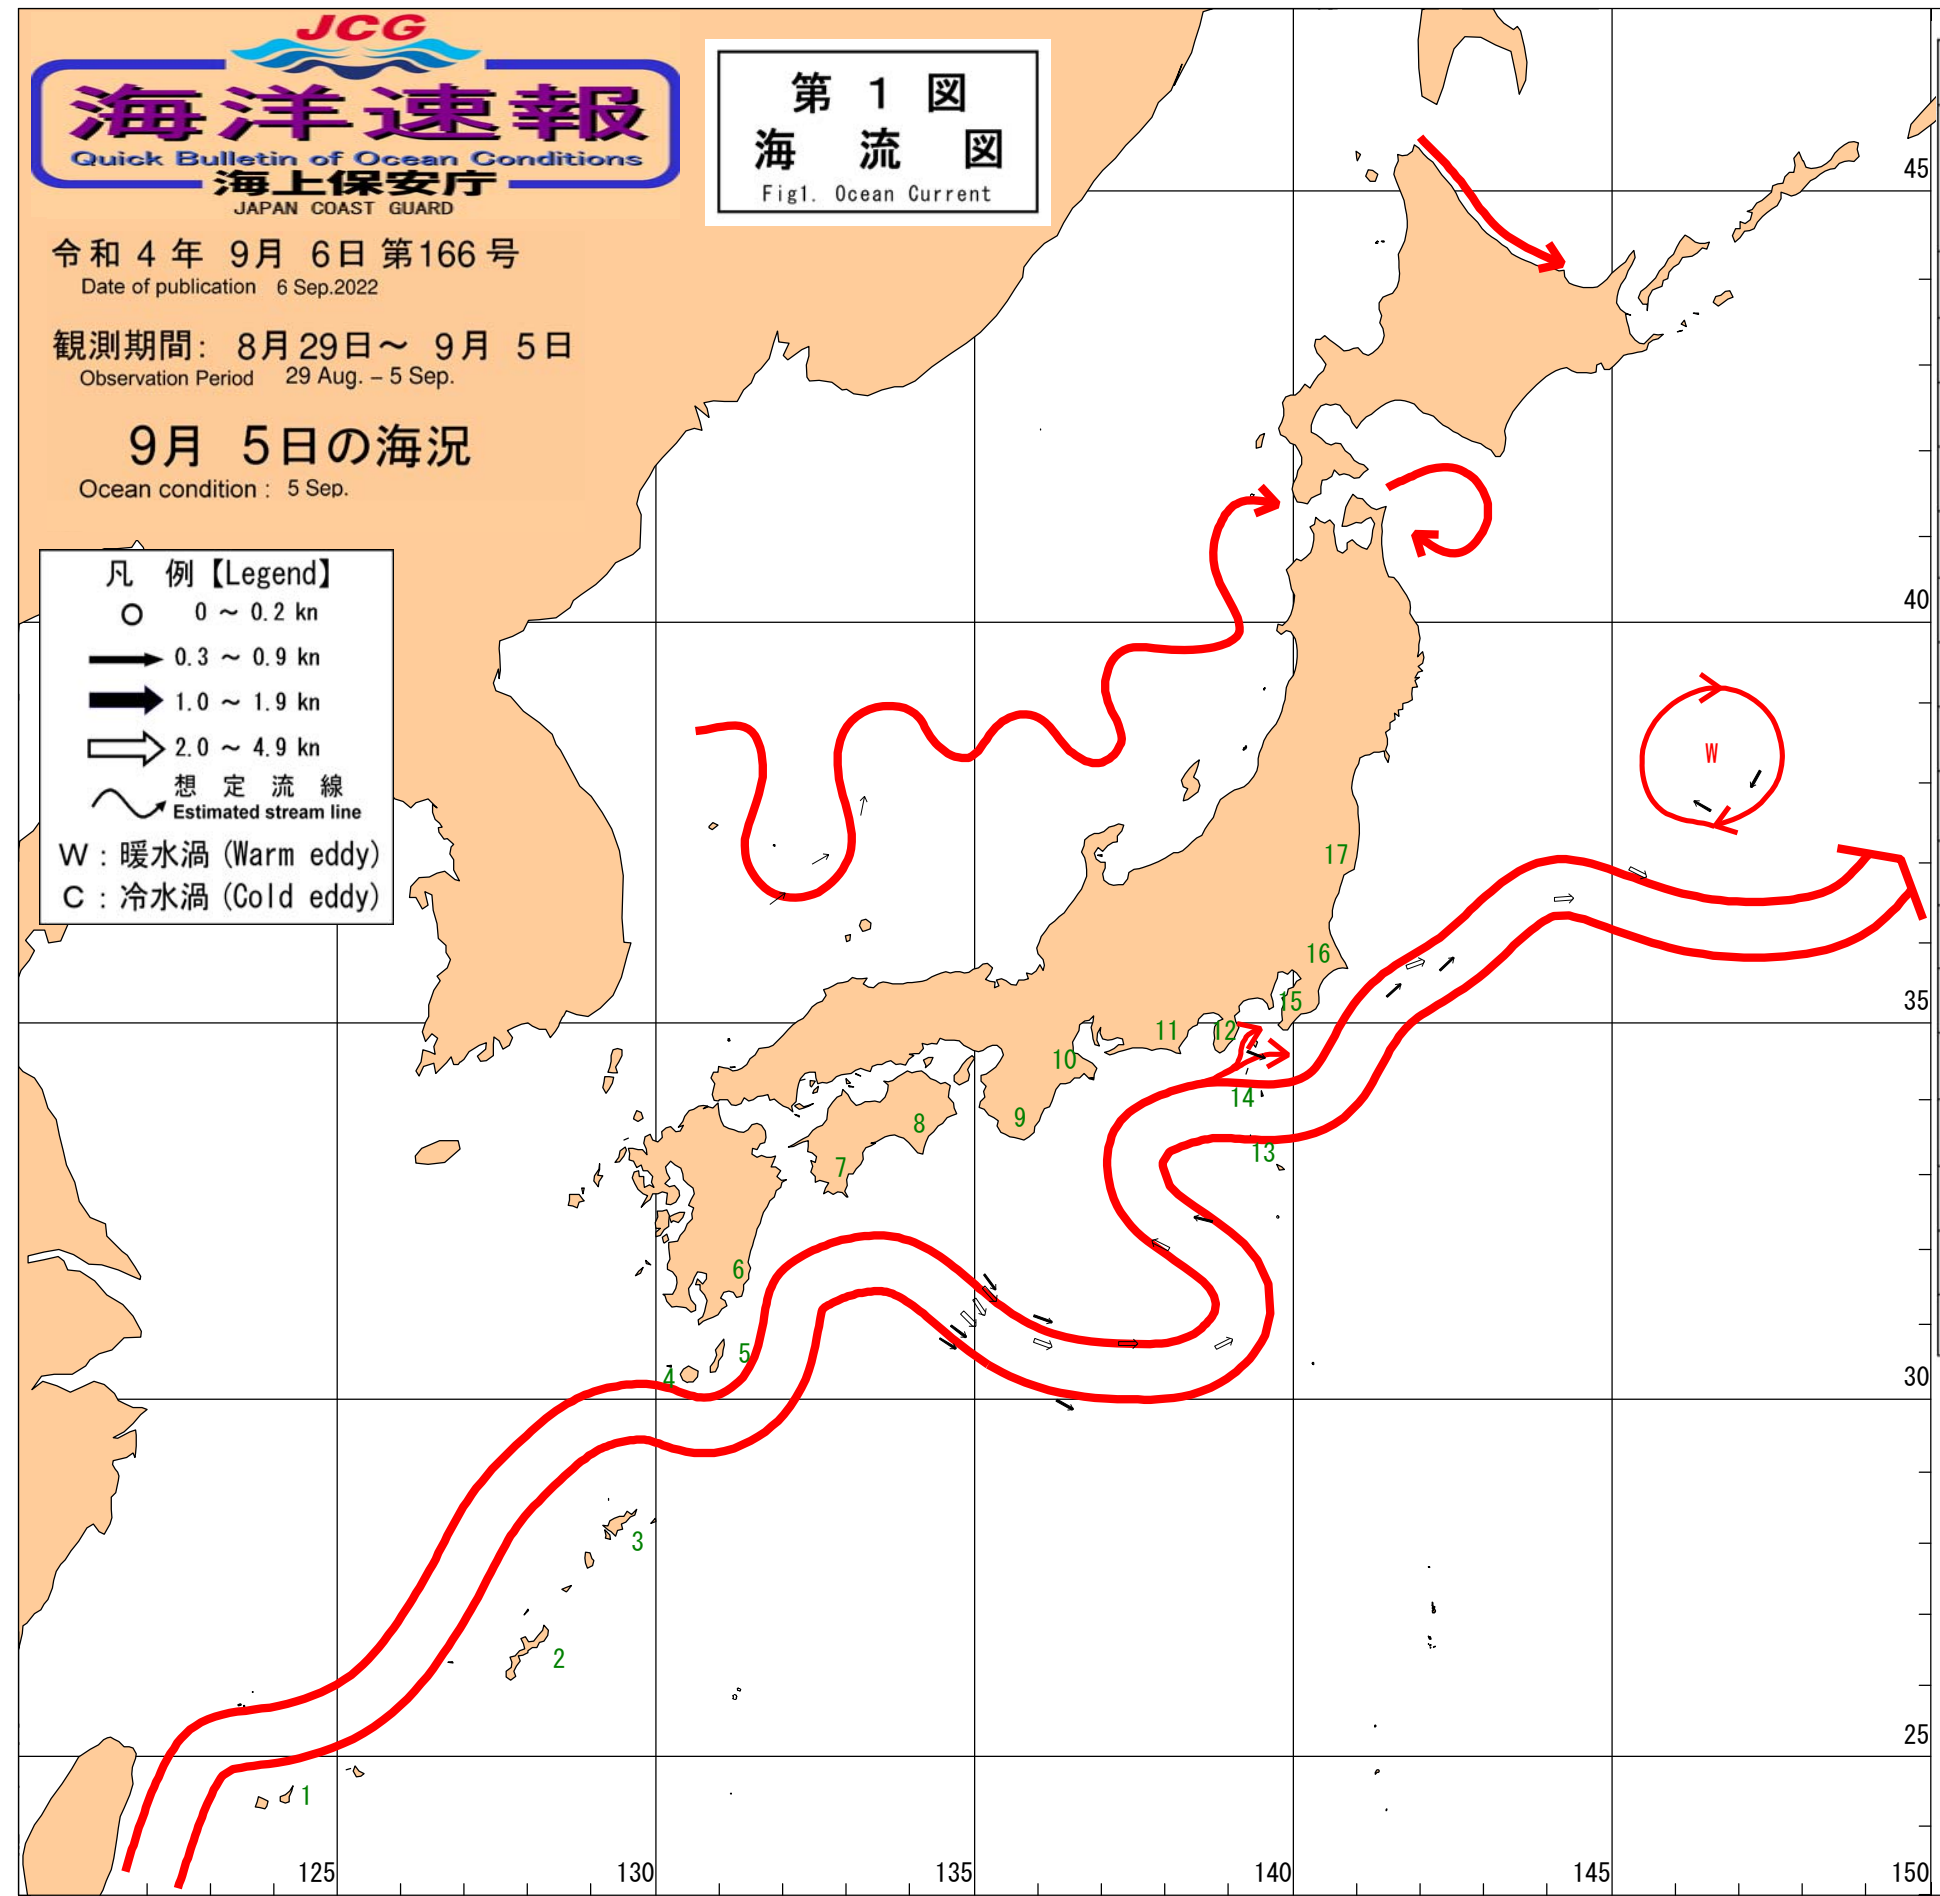 JCG
海洋速報
Quick Bulletin of Ocean Conditions
海上保安庁
JAPAN COAST GUARD
第 1 図
海 流 図
Fig1. Ocean Current
令和 4 年 9月 6日 第166号
Date of publication 6 Sep.2022
観測期間: 8月29日～ 9月 5日
Observation Period 29 Aug. – 5 Sep.
9月 5日の海況
Ocean condition : 5 Sep.
凡 例【Legend】
0 ～ 0.2 kn
0.3 ～ 0.9 kn
1.0 ～ 1.9 kn
2.0 ～ 4.9 kn
想 定 流 線
Estimated stream line
W : 暖水渦 (Warm eddy)
C : 冷水渦 (Cold eddy)
45
40
W
17
16
35
15
12
11
10
14
9
8
13
7
6
5
4
30
3
2
25
1
125
130
135
140
145
150